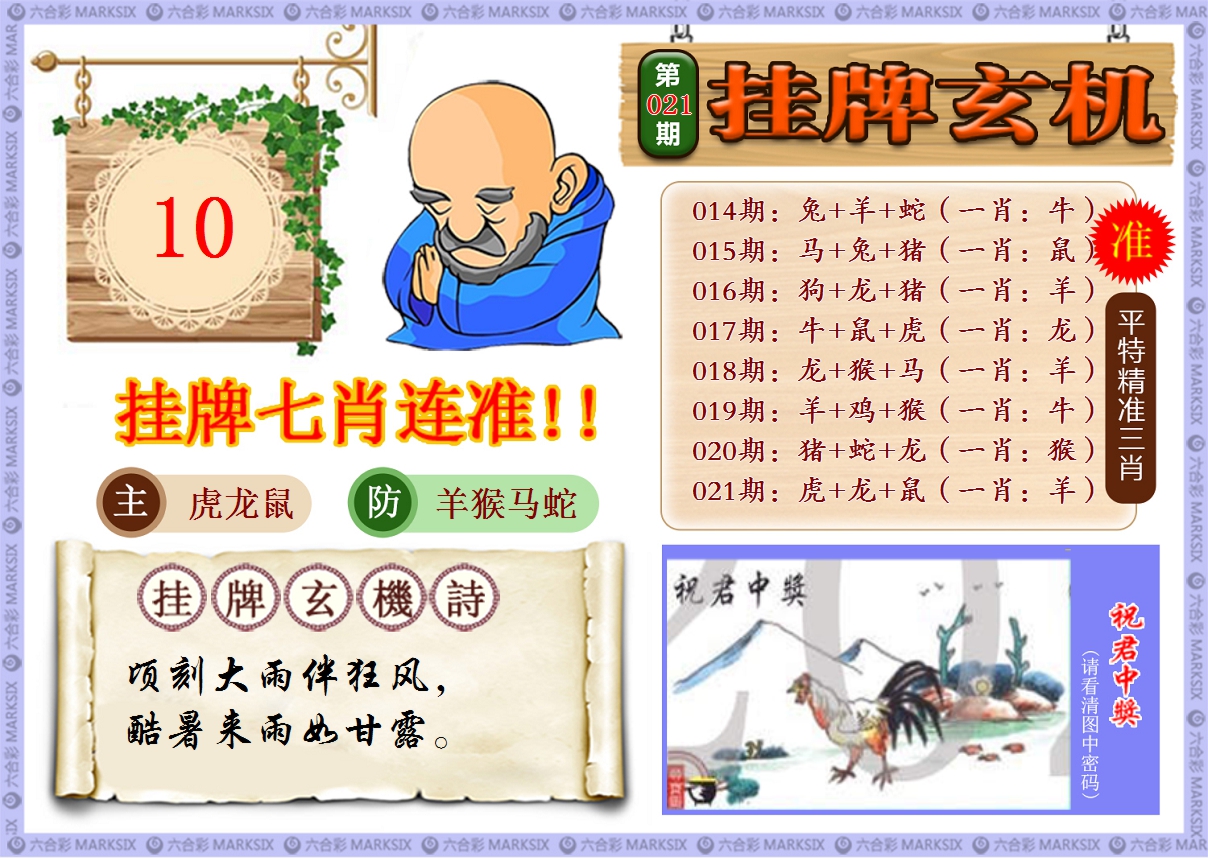 六合彩 MARKSIX
第
021
期
挂牌玄机
10
014期：兔+羊+蛇（一肖：牛）
015期：马+兔+猪（一肖：鼠）
016期：狗+龙+猪（一肖：羊）
017期：牛+鼠+虎（一肖：龙）
018期：龙+猴+马（一肖：羊）
019期：羊+鸡+猴（一肖：牛）
020期：猪+蛇+龙（一肖：猴）
021期：虎+龙+鼠（一肖：羊）
准
平特精准三肖
挂牌七肖连准!!
主 虎龙鼠
防 羊猴马蛇
挂牌玄機詩
顷刻大雨伴狂风，
酷暑来雨如甘露。
祝君中獎
祝君中奖
（请看清图中密码）